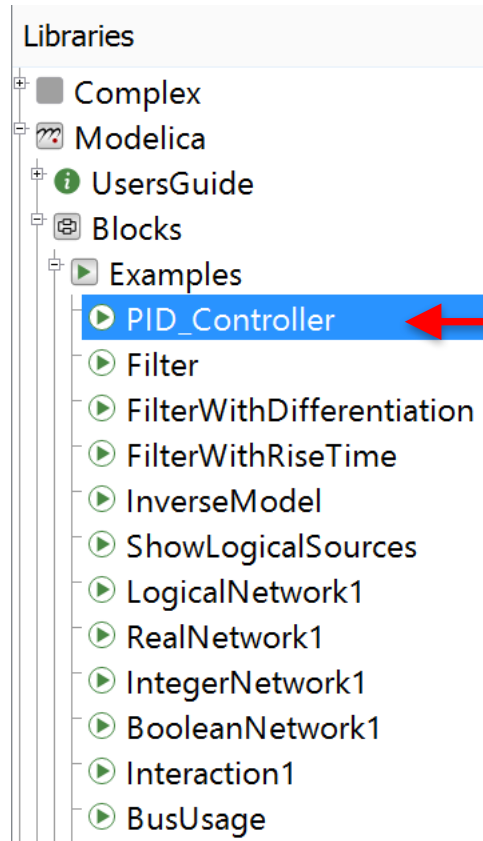 Libraries
Complex
Modelica
UsersGuide
Blocks
Examples
PID_Controller
Filter
FilterWithDifferentiation
FilterWithRiseTime
InverseModel
ShowLogicalSources
LogicalNetwork1
RealNetwork1
IntegerNetwork1
BooleanNetwork1
Interaction1
BusUsage